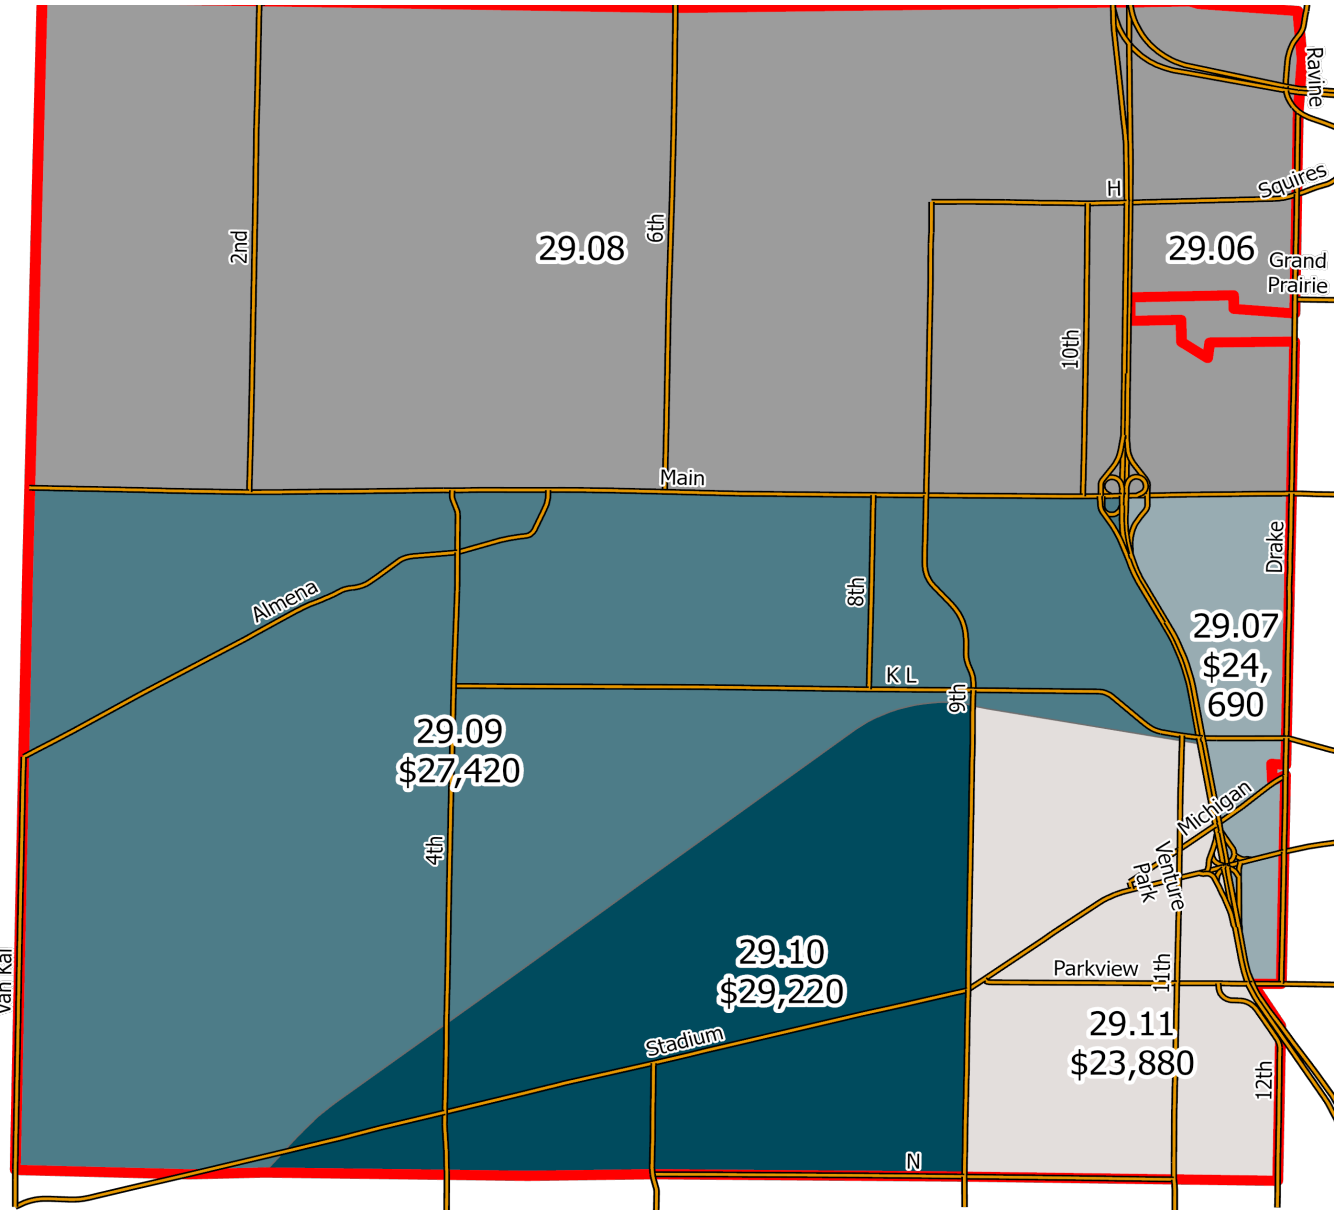 Ravine
H
Squires
2nd
6th
29.08
29.06
Grand
Prairie
10th
Main
Drake
Almena
8th
29.07
$24,
690
K L
9th
29.09
$27,420
4th
Michigan
Venture
Park
Van Kal
29.10
$29,220
Parkview
11th
Stadium
29.11
$23,880
12th
N